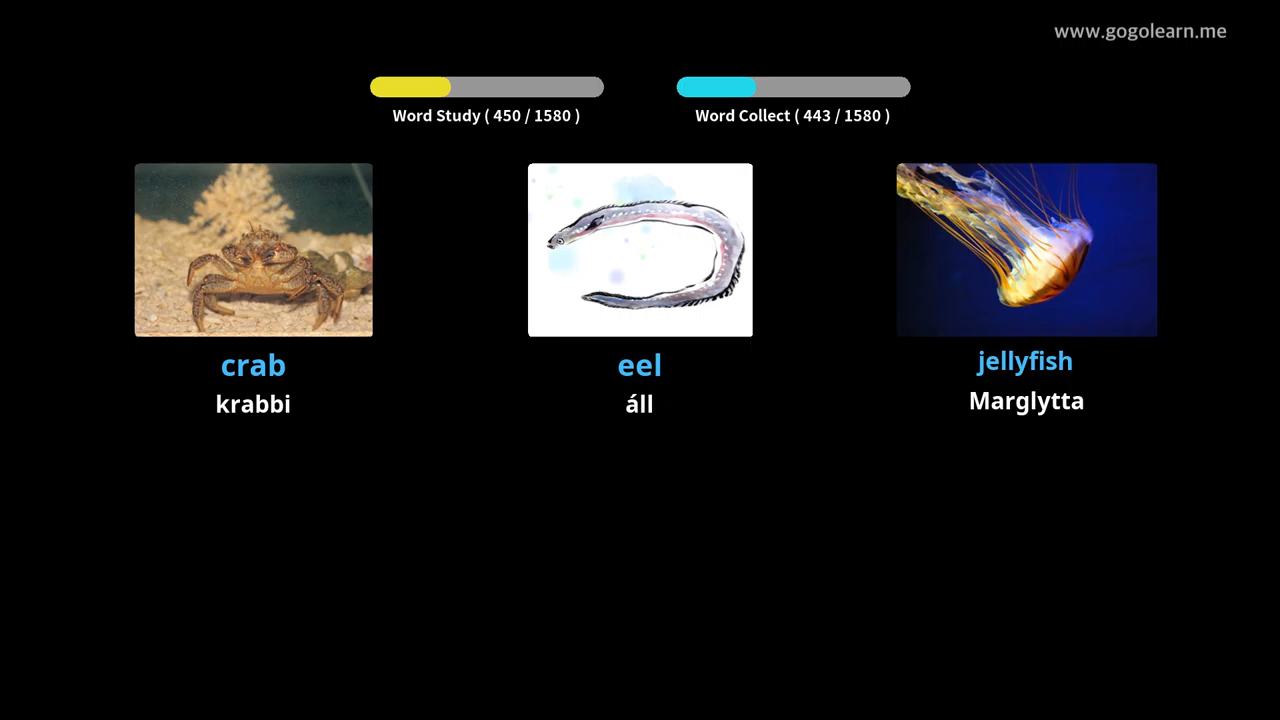 www.gogolearn.me
Word Study ( 450 / 1580 )
Word Collect ( 443 / 1580 )
crab
krabbi
eel
áll
jellyfish
Marglytta